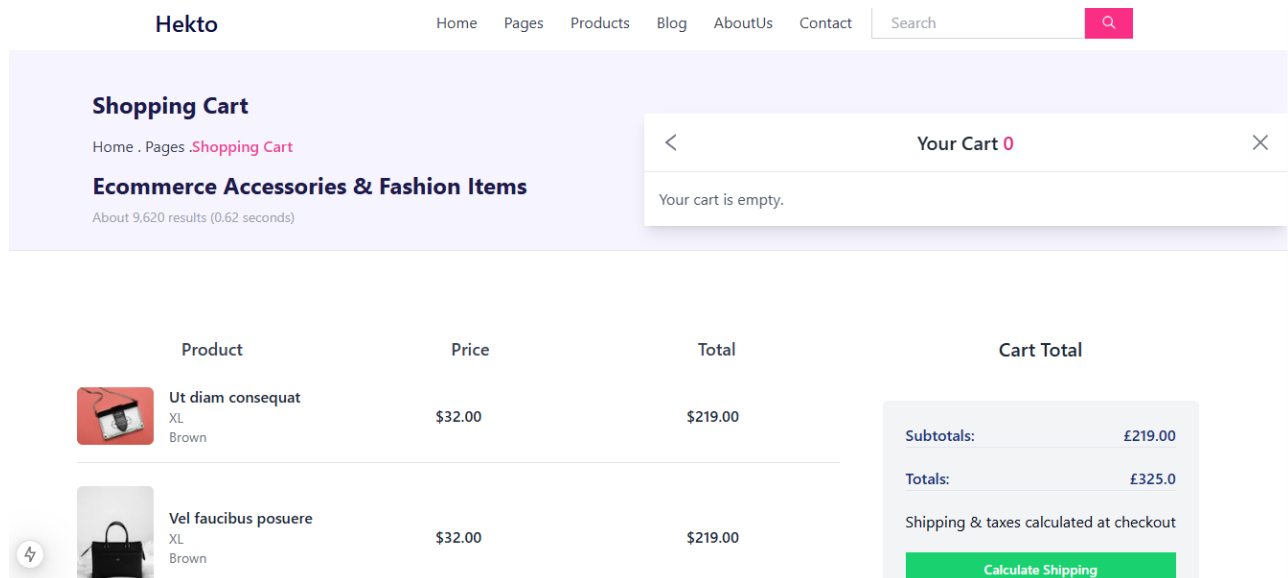 Hekto
Home Pages Products Blog AboutUs Contact Search
Shopping Cart
Home . Pages .Shopping Cart
Ecommerce Accessories & Fashion Items
About 9,620 results (0.62 seconds)
Your Cart 0
Your cart is empty.
Product Price Total
Ut diam consequat
XL
Brown
$32.00 $219.00
Vel faucibus posuere
XL
Brown
$32.00 $219.00
Cart Total
Subtotals: £219.00
Totals: £325.0
Shipping & taxes calculated at checkout
Calculate Shipping